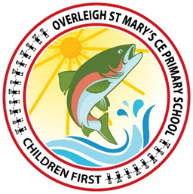 OVERLEIGH ST MARY'S CE PRIMARY SCHOOL
CHILDREN FIRST